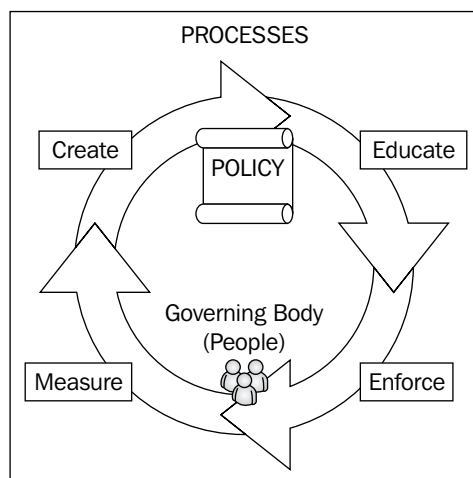 PROCESSES
Create
Educate
POLICY
Governing Body
(People)
Measure
Enforce